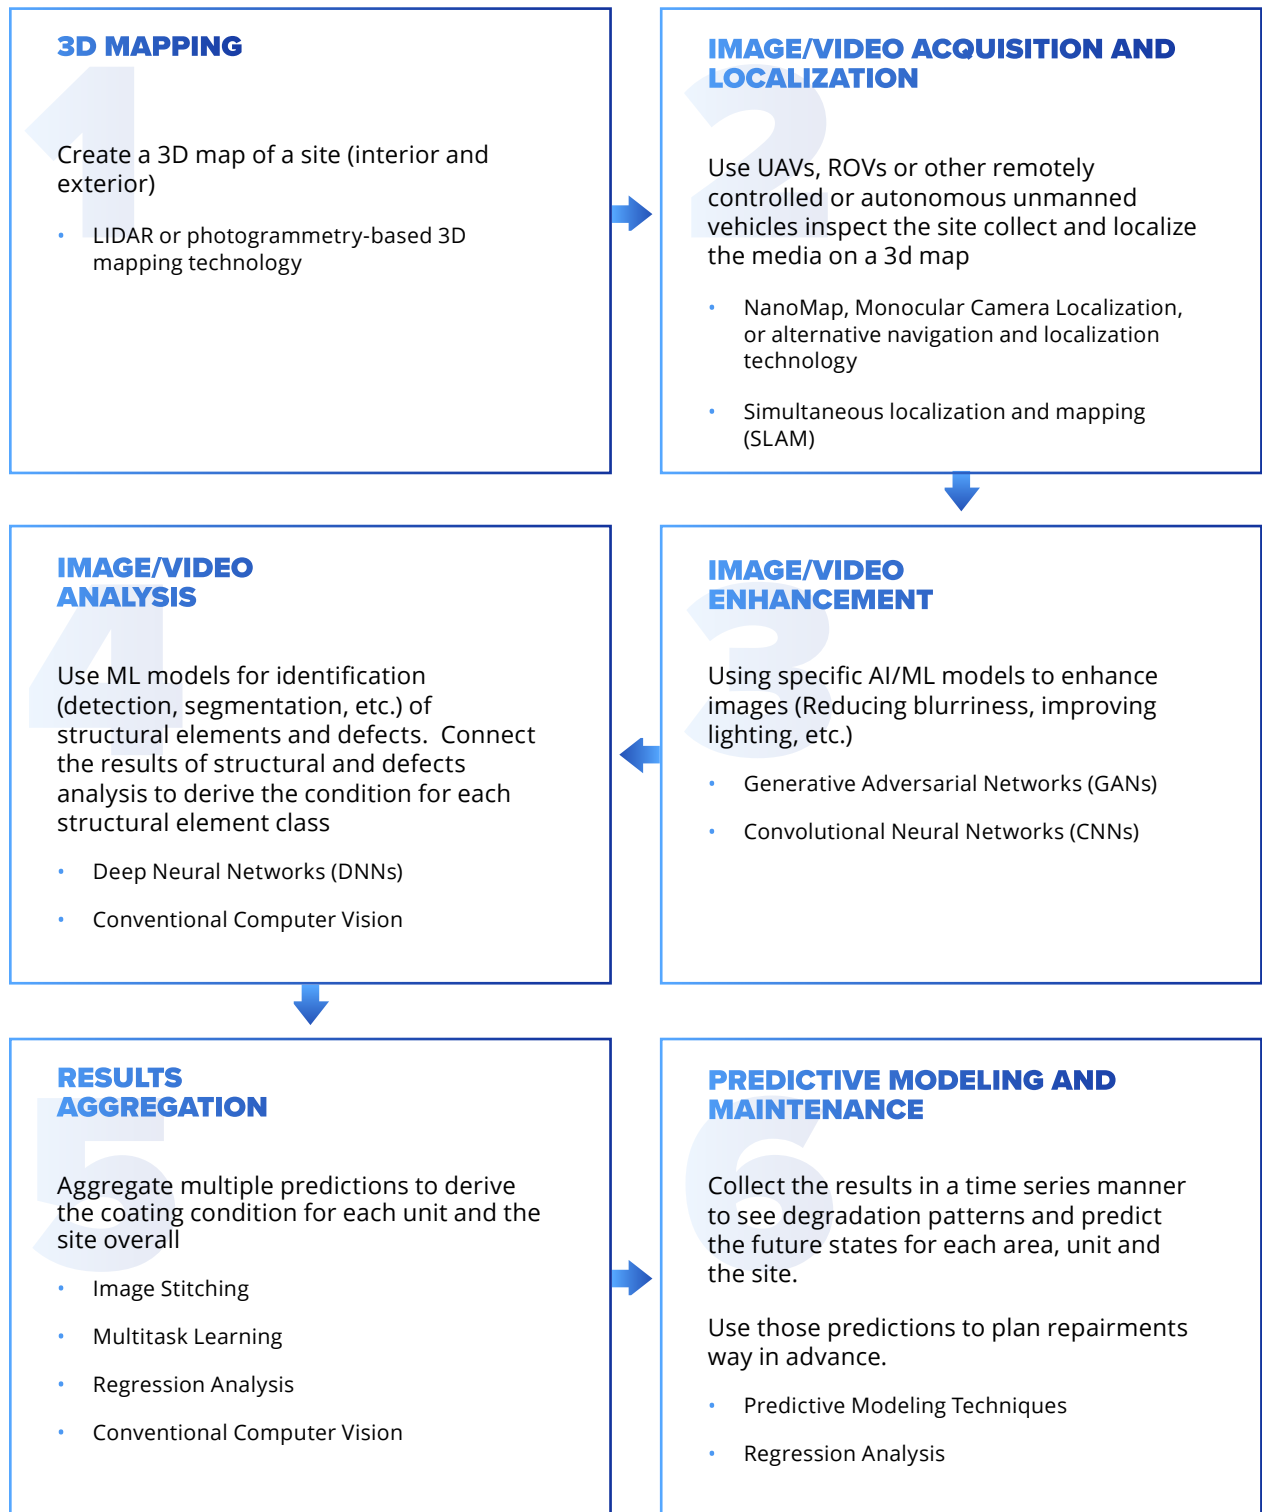 1
3D MAPPING
Create a 3D map of a site (interior and
exterior)
• LIDAR or photogrammetry-based 3D
mapping technology
2
IMAGE/VIDEO ACQUISITION AND
LOCALIZATION
Use UAVs, ROVs or other remotely
controlled or autonomous unmanned
vehicles inspect the site collect and localize
the media on a 3d map
• NanoMap, Monocular Camera Localization,
or alternative navigation and localization
technology
• Simultaneous localization and mapping
(SLAM)
3
IMAGE/VIDEO
ENHANCEMENT
Using specific AI/ML models to enhance
images (Reducing blurriness, improving
lighting, etc.)
• Generative Adversarial Networks (GANs)
• Convolutional Neural Networks (CNNs)
4
IMAGE/VIDEO
ANALYSIS
Use ML models for identification
(detection, segmentation, etc.) of
structural elements and defects.  Connect
the results of structural and defects
analysis to derive the condition for each
structural element class
• Deep Neural Networks (DNNs)
• Conventional Computer Vision
5
RESULTS
AGGREGATION
Aggregate multiple predictions to derive
the coating condition for each unit and the
site overall
• Image Stitching
• Multitask Learning
• Regression Analysis
• Conventional Computer Vision
6
PREDICTIVE MODELING AND
MAINTENANCE
Collect the results in a time series manner
to see degradation patterns and predict
the future states for each area, unit and
the site.
Use those predictions to plan repairments
way in advance.
• Predictive Modeling Techniques
• Regression Analysis